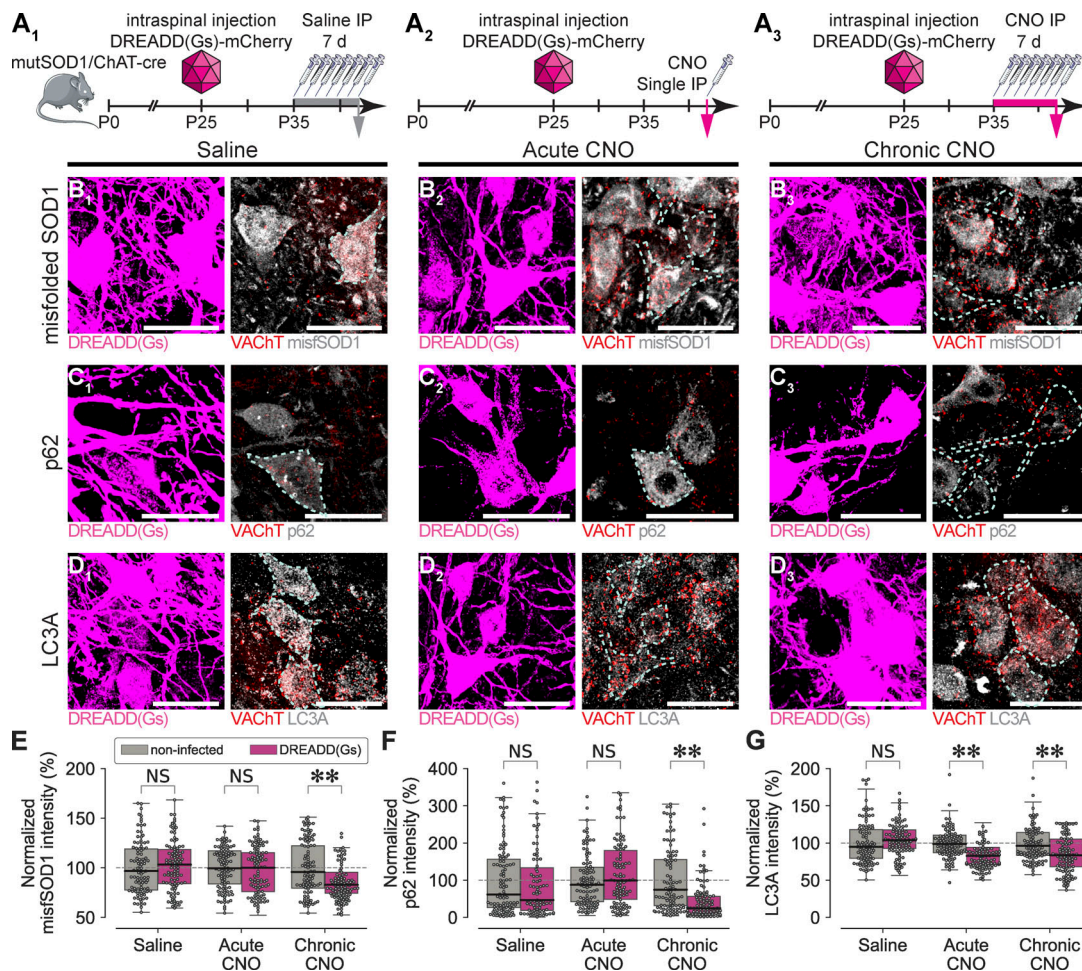 A1
intraspinal injection
DREADD(Gs)-mCherry
Saline IP
7 d
mutSOD1/ChAT-cre
P0
P25
P35
Saline
A2
intraspinal injection
DREADD(Gs)-mCherry
CNO
Single IP
P0
P25
P35
Acute CNO
A3
intraspinal injection
DREADD(Gs)-mCherry
CNO IP
7 d
P0
P25
P35
Chronic CNO
misfolded SOD1
B1
DREADD(Gs)
VAChT misfSOD1
B2
DREADD(Gs)
VAChT misfSOD1
B3
DREADD(Gs)
VAChT misfSOD1
p62
C1
DREADD(Gs)
VAChT p62
C2
DREADD(Gs)
VAChT p62
C3
DREADD(Gs)
VAChT p62
LC3A
D1
DREADD(Gs)
VAChT LC3A
D2
DREADD(Gs)
VAChT LC3A
D3
DREADD(Gs)
VAChT LC3A
E
non-infected
DREADD(Gs)
Normalized
misfSOD1 intensity (%)
200
150
100
50
NS
NS
**
Saline
Acute
CNO
Chronic
CNO
F
Normalized
p62 intensity (%)
400
300
200
100
0
NS
NS
**
Saline
Acute
CNO
Chronic
CNO
G
Normalized
LC3A intensity (%)
200
150
100
50
0
NS
**
**
Saline
Acute
CNO
Chronic
CNO